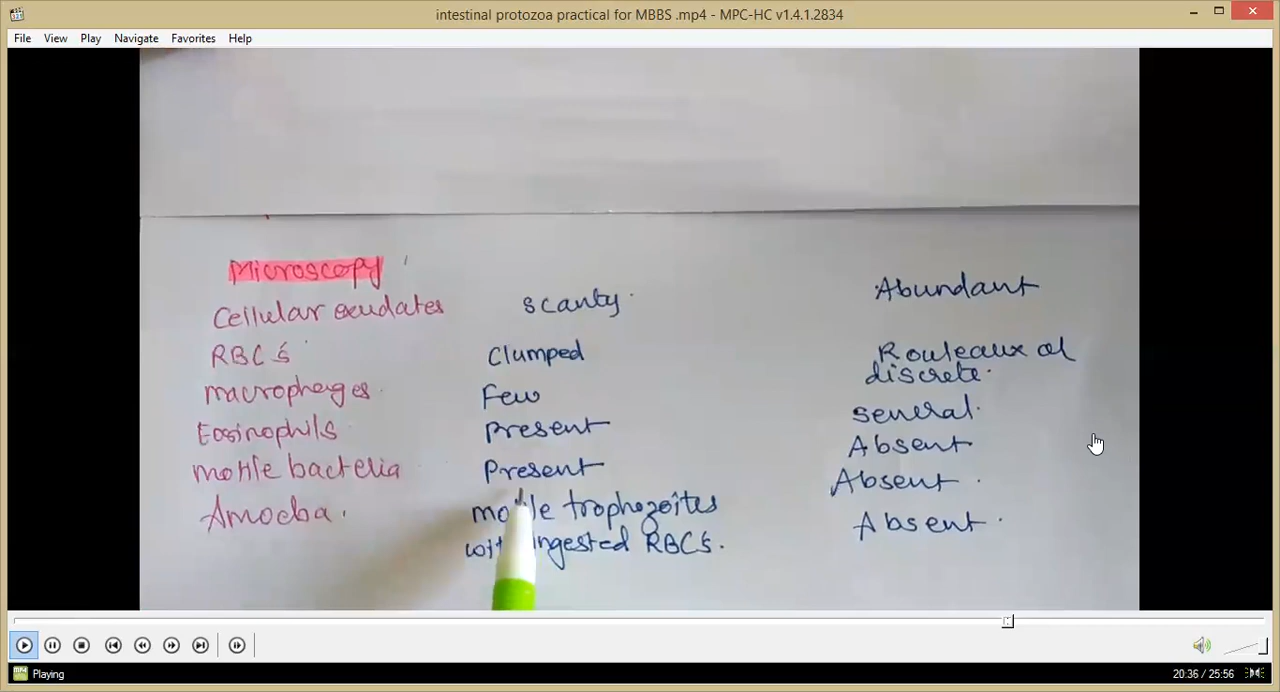 intestinal protozoa practical for MBBS .mp4 - MPC-HC v1.4.1.2834
File View Play Navigate Favorites Help
Microscopy
Cellular exudates scanty Abundant
RBC's Clumped Rouleaux or discrete.
macrophages Few several.
Eosinophils Present Absent
motile bacteria Present Absent
Amoeba. motile trophozoites Absent
with ingested RBC's.
Playing 20:36 / 25:56